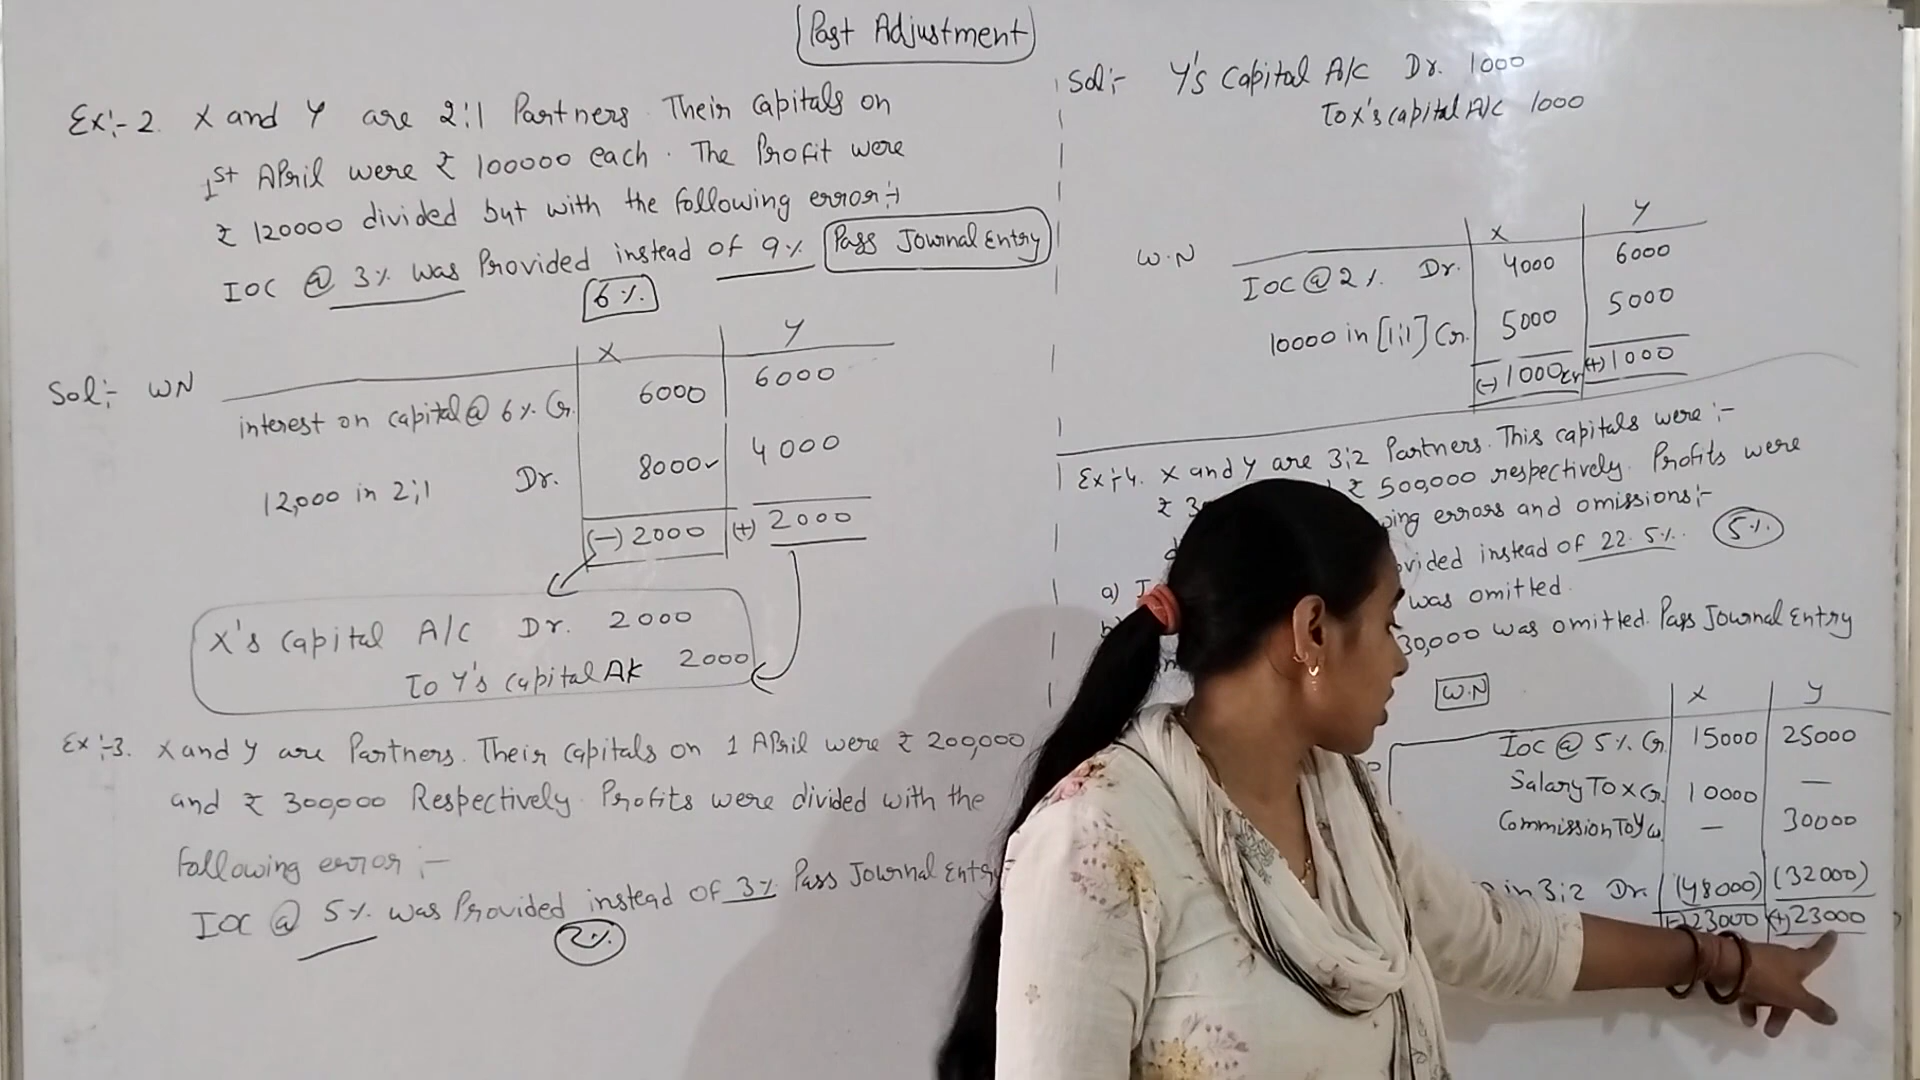 Past Adjustment
Ex:- 2. X and Y are 2:1 Partners. Their Capitals on
1st April were ₹ 100000 each. The Profit were
₹ 120000 divided but with the following error:-
IOC @ 3% was Provided instead of 9% Pass Journal Entry
6%
X Y
Sol:- WN
interest on capital @ 6% Cr. 6000 6000
12,000 in 2:1 Dr. 8000 4000
(-) 2000 (+) 2000
X's Capital A/C Dr. 2000
To Y's Capital A/C 2000
Ex:-3. X and Y are Partners. Their Capitals on 1 April were ₹ 200,000
and ₹ 300,000 Respectively. Profits were divided with the
following error:-
IOC @ 5% was Provided instead of 3% Pass Journal Entry
2%
Sol:- Y's Capital A/C Dr. 1000
To X's Capital A/C 1000
W.N X Y
IOC @ 2% Dr. 4000 6000
10000 in [1:1] Cr. 5000 5000
(-) 1000 Cr (+) 1000
Ex:-4. X and Y are 3:2 Partners. This capitals were:-
₹ 3 ₹ 500,000 respectively. Profits were
ing errors and omissions:-
a) I vided instead of 22.5%. 5%
b) was omitted.
30,000 was omitted. Pass Journal Entry
W.N X Y
IOC @ 5% Cr. 15000 25000
Salary To X Cr. 10000 —
Commission To Y Cr. — 30000
in 3:2 Dr. (48000) (32000)
(-) 23000 (+) 23000